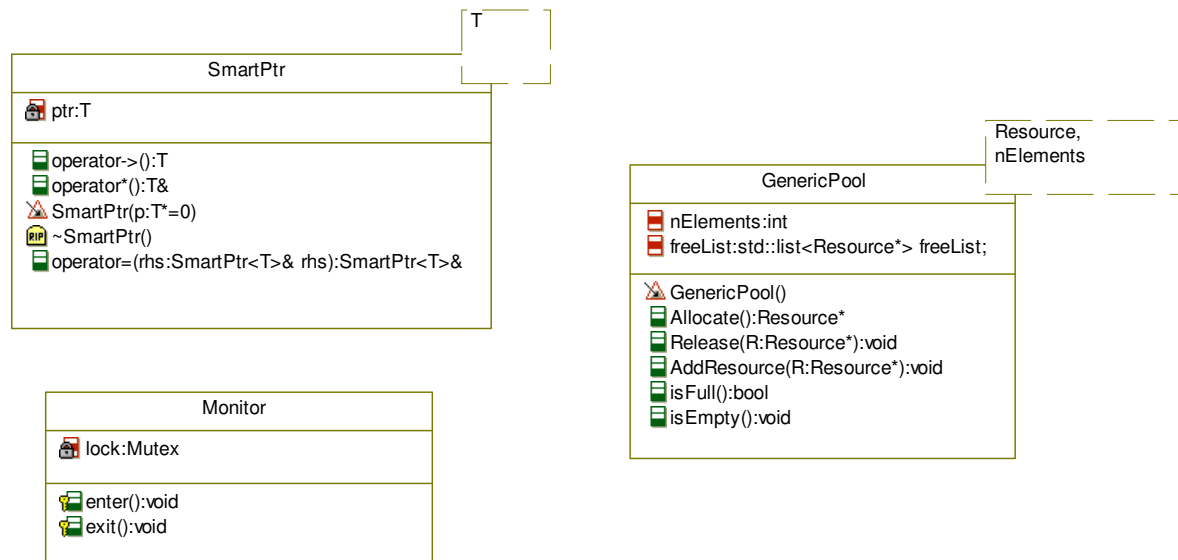 T
SmartPtr
ptr:T
operator->():T
operator*():T&
SmartPtr(p:T*=0)
RIP ~SmartPtr()
operator=(rhs:SmartPtr<T>& rhs):SmartPtr<T>&
Resource,
nElements
GenericPool
nElements:int
freeList:std::list<Resource*> freeList;
GenericPool()
Allocate():Resource*
Release(R:Resource*):void
AddResource(R:Resource*):void
isFull():bool
isEmpty():void
Monitor
lock:Mutex
enter():void
exit():void